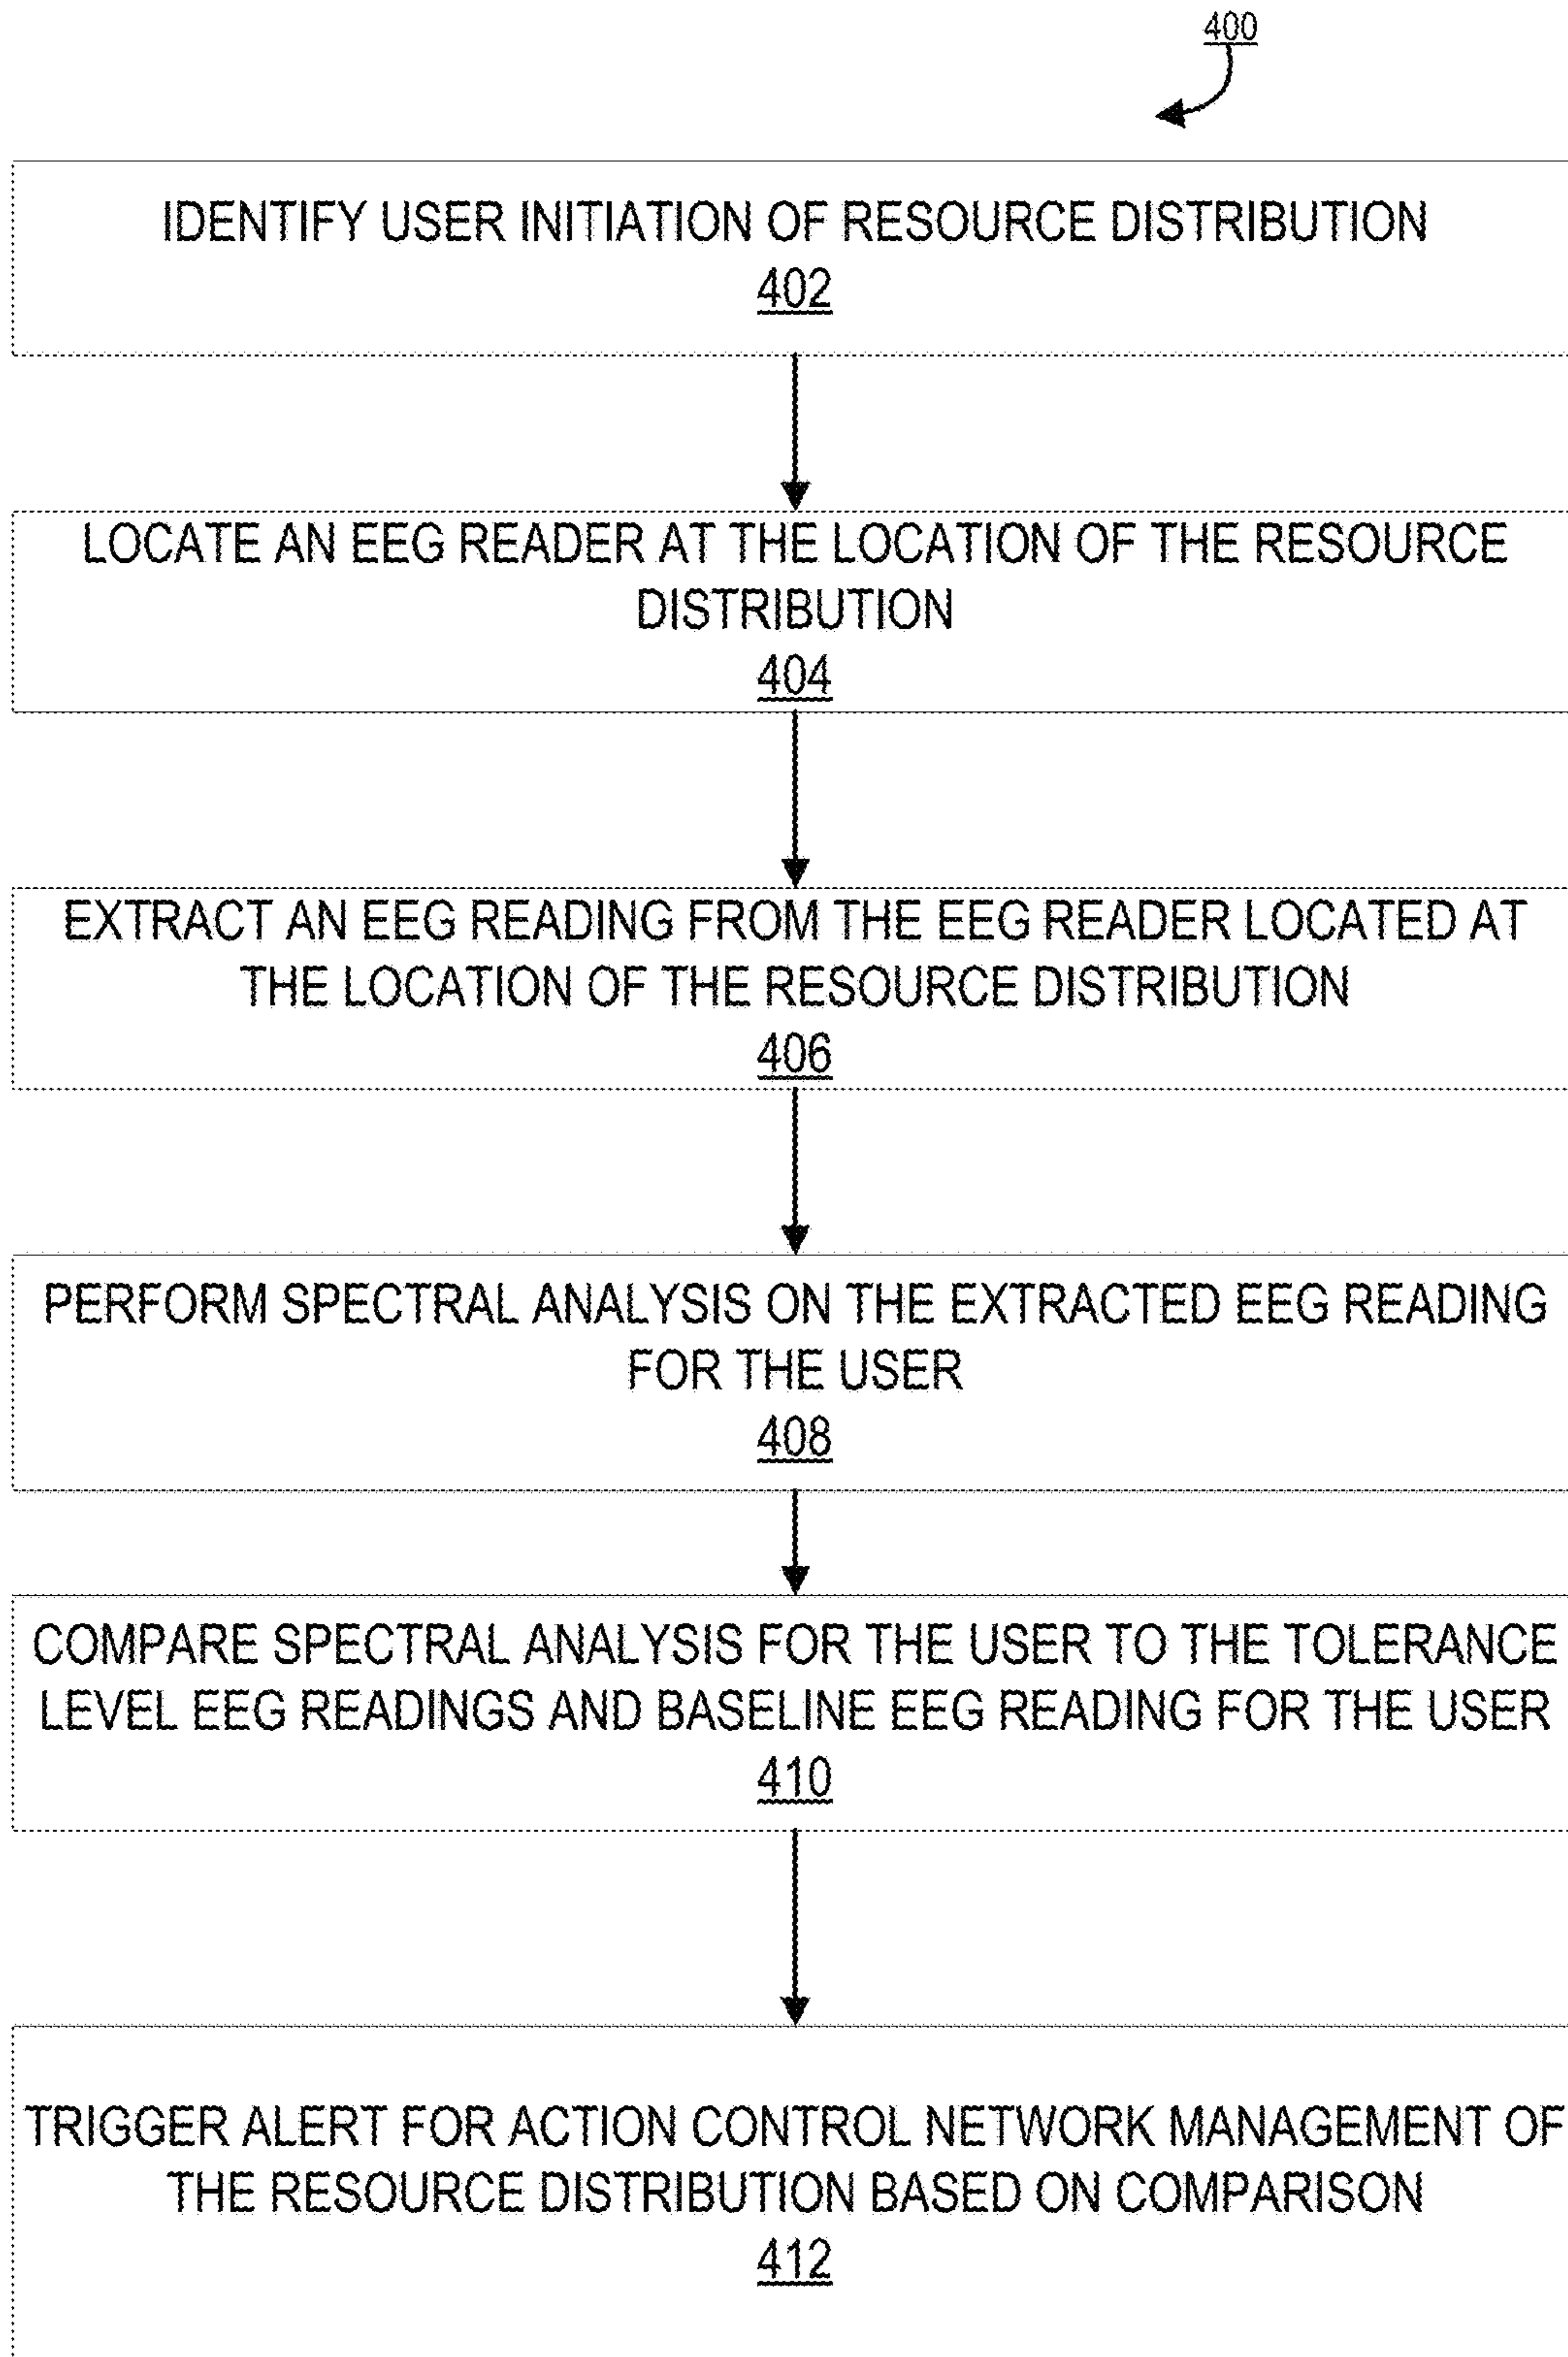 400
IDENTIFY USER INITIATION OF RESOURCE DISTRIBUTION
402
LOCATE AN EEG READER AT THE LOCATION OF THE RESOURCE
DISTRIBUTION
404
EXTRACT AN EEG READING FROM THE EEG READER LOCATED AT
THE LOCATION OF THE RESOURCE DISTRIBUTION
406
PERFORM SPECTRAL ANALYSIS ON THE EXTRACTED EEG READING
FOR THE USER
408
COMPARE SPECTRAL ANALYSIS FOR THE USER TO THE TOLERANCE
LEVEL EEG READINGS AND BASELINE EEG READING FOR THE USER
410
TRIGGER ALERT FOR ACTION CONTROL NETWORK MANAGEMENT OF
THE RESOURCE DISTRIBUTION BASED ON COMPARISON
412